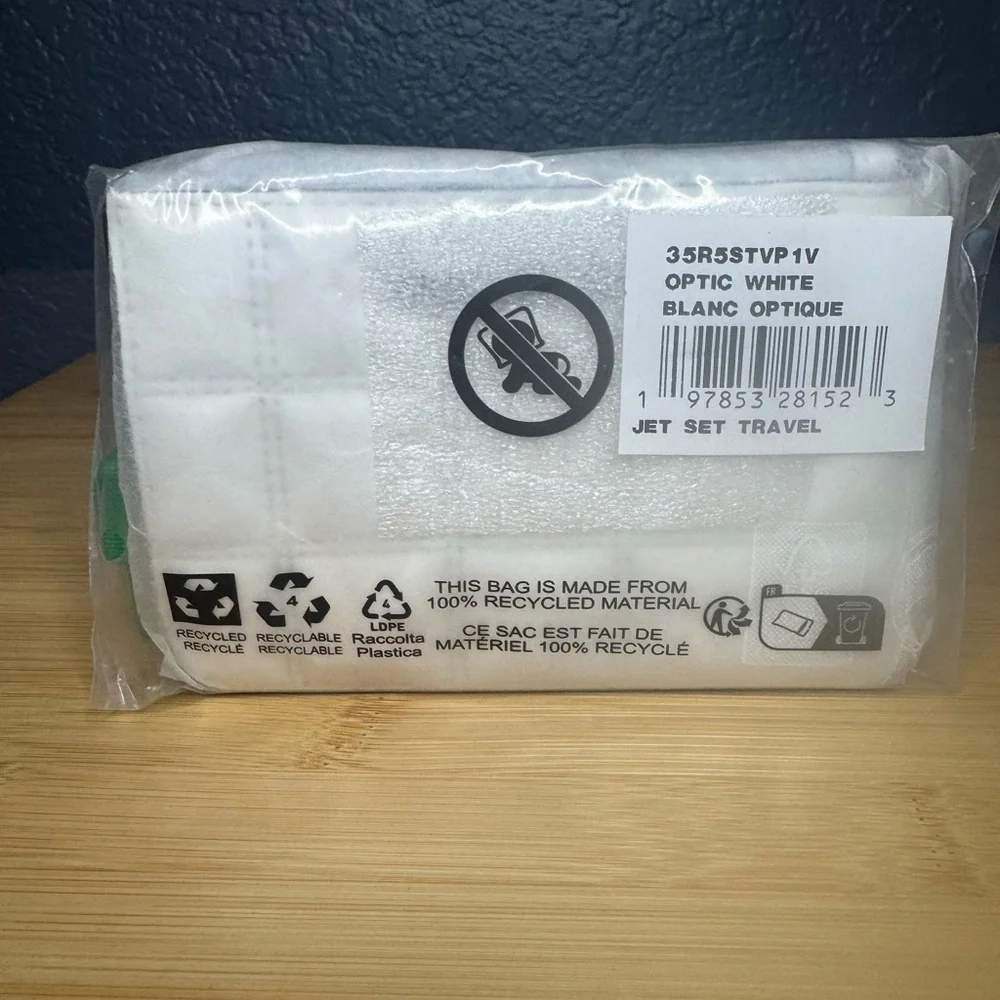 35R5STVP1V
OPTIC WHITE
BLANC OPTIQUE
1 97853 28152 3
JET SET TRAVEL
RECYCLED
RECYCLÉ
4
RECYCLABLE
RECYCLABLE
4
LDPE
Raccolta
Plastica
THIS BAG IS MADE FROM
100% RECYCLED MATERIAL
CE SAC EST FAIT DE
MATÉRIEL 100% RECYCLÉ
FR